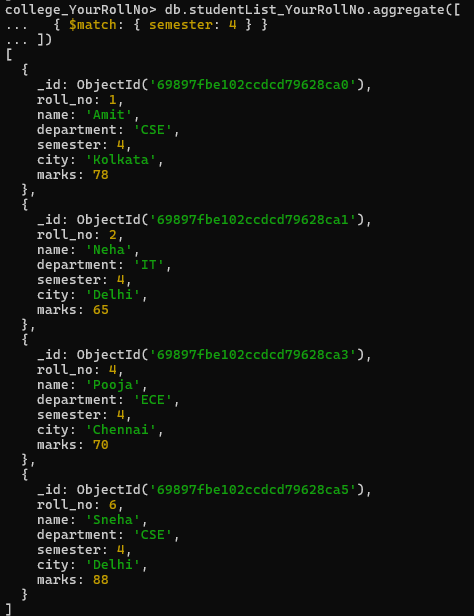 college_YourRollNo> db.studentList_YourRollNo.aggregate([
...   { $match: { semester: 4 } }
... ])
[
  {
    _id: ObjectId('69897fbe102ccdcd79628ca0'),
    roll_no: 1,
    name: 'Amit',
    department: 'CSE',
    semester: 4,
    city: 'Kolkata',
    marks: 78
  },
  {
    _id: ObjectId('69897fbe102ccdcd79628ca1'),
    roll_no: 2,
    name: 'Neha',
    department: 'IT',
    semester: 4,
    city: 'Delhi',
    marks: 65
  },
  {
    _id: ObjectId('69897fbe102ccdcd79628ca3'),
    roll_no: 4,
    name: 'Pooja',
    department: 'ECE',
    semester: 4,
    city: 'Chennai',
    marks: 70
  },
  {
    _id: ObjectId('69897fbe102ccdcd79628ca5'),
    roll_no: 6,
    name: 'Sneha',
    department: 'CSE',
    semester: 4,
    city: 'Delhi',
    marks: 88
  }
]